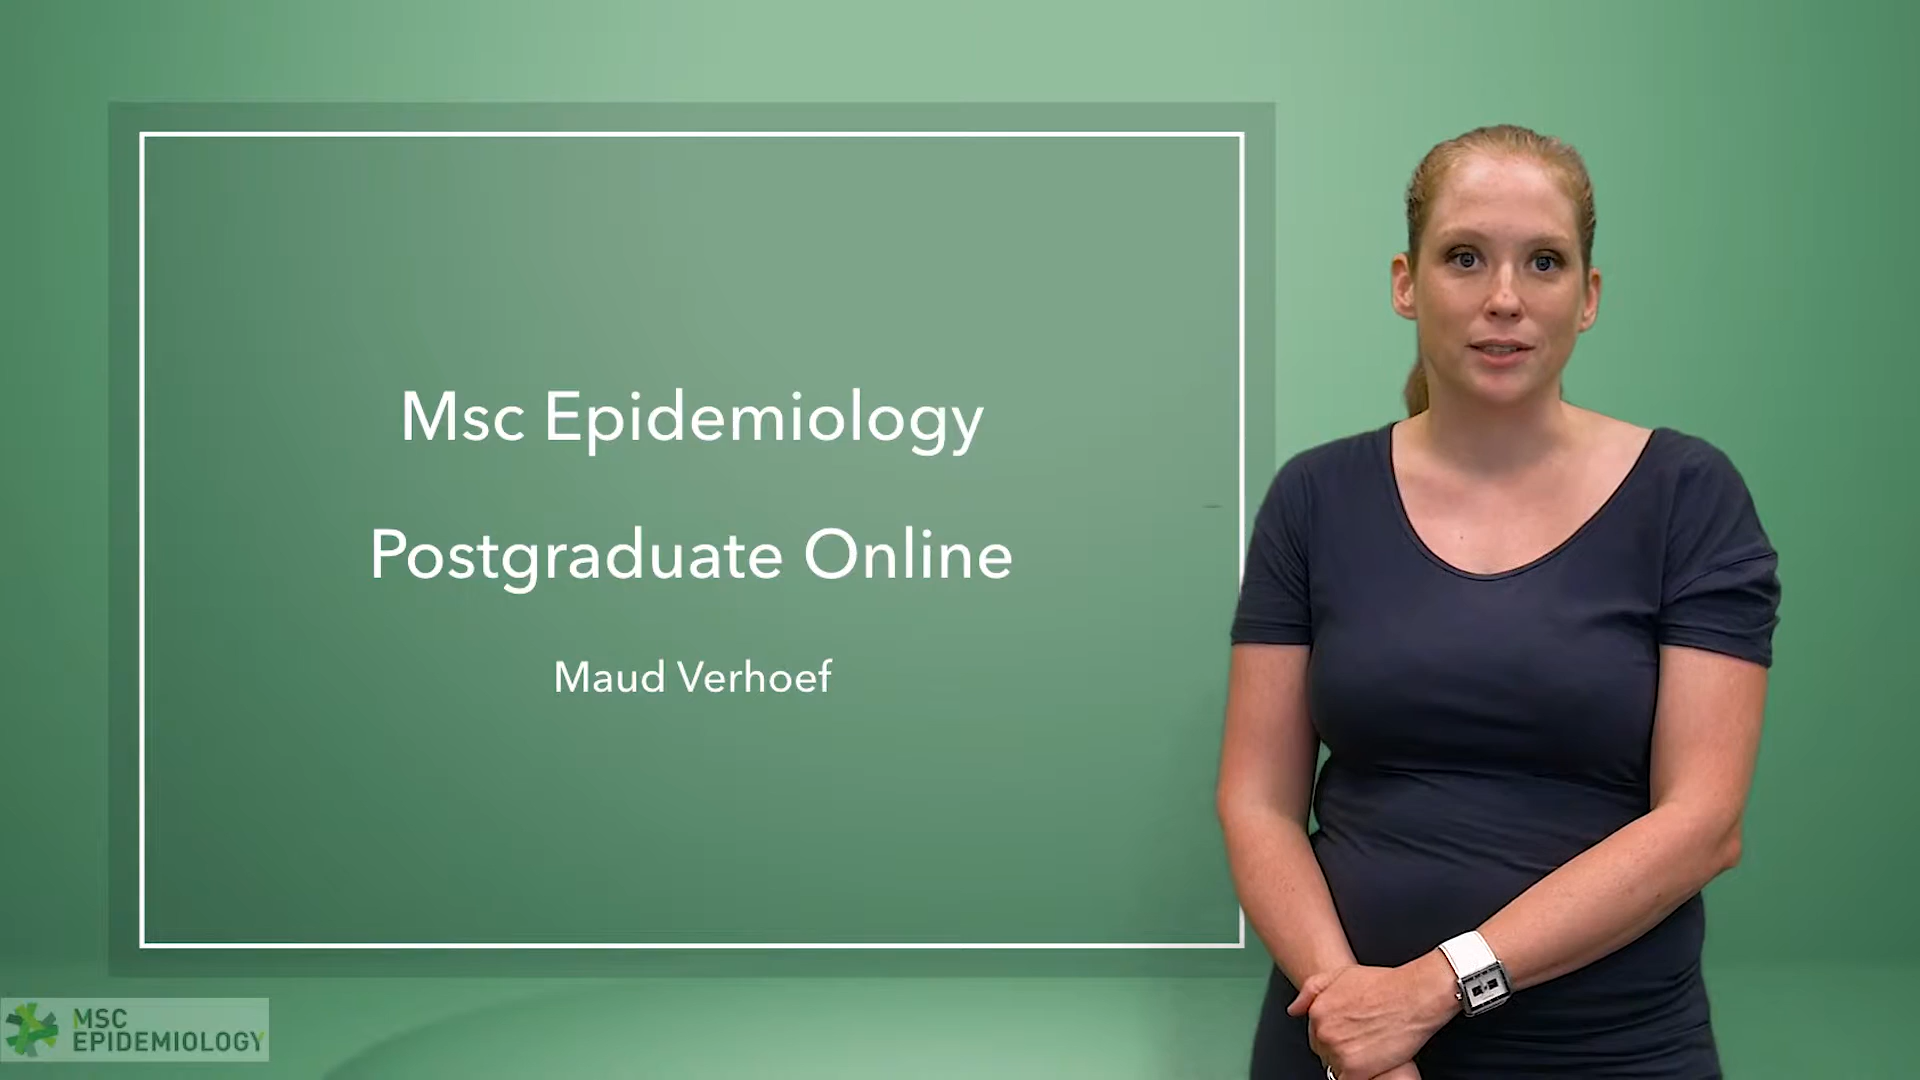 Msc Epidemiology
Postgraduate Online
Maud Verhoef
MSC
EPIDEMIOLOGY